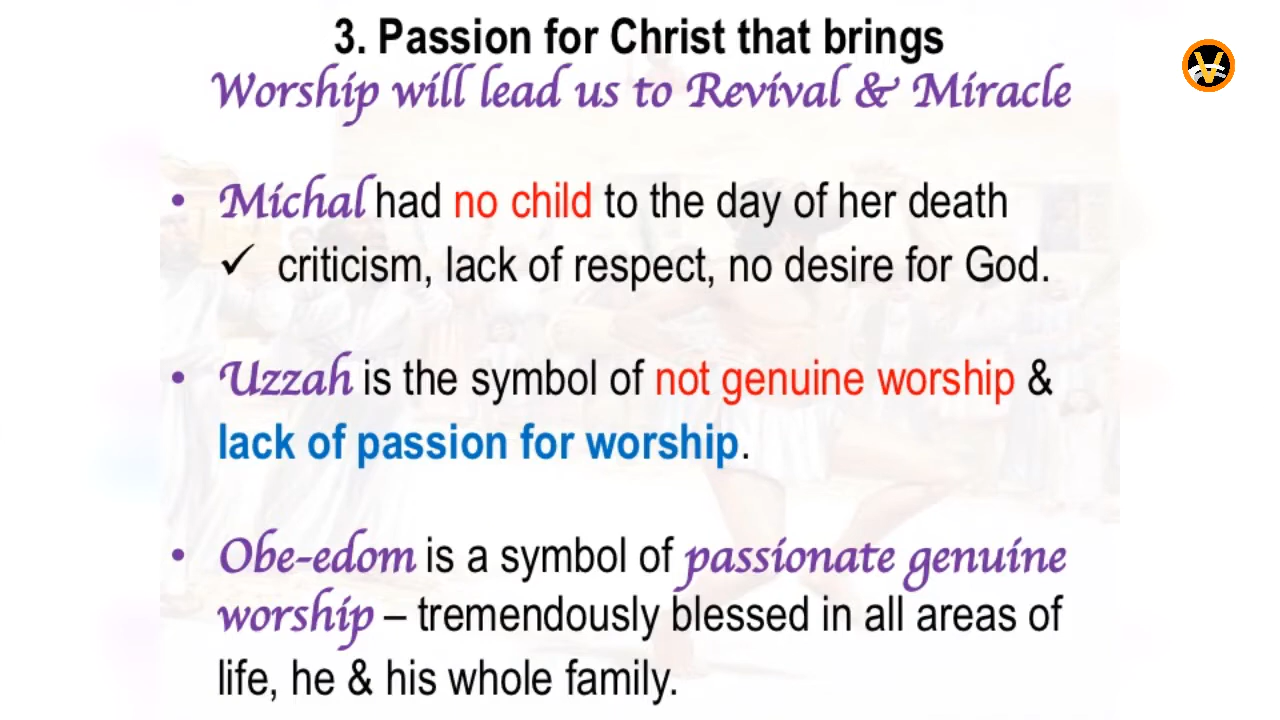 3. Passion for Christ that brings
Worship will lead us to Revival & Miracle
V
• Michal had no child to the day of her death
✓ criticism, lack of respect, no desire for God.
• Uzzah is the symbol of not genuine worship &
lack of passion for worship.
• Obe-edom is a symbol of passionate genuine
worship – tremendously blessed in all areas of
life, he & his whole family.